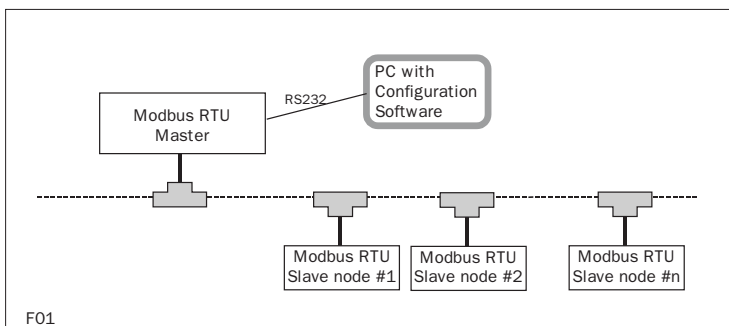 PC with
Configuration
Software
RS232
Modbus RTU
Master
Modbus RTU
Slave node #1
Modbus RTU
Slave node #2
Modbus RTU
Slave node #n
F01